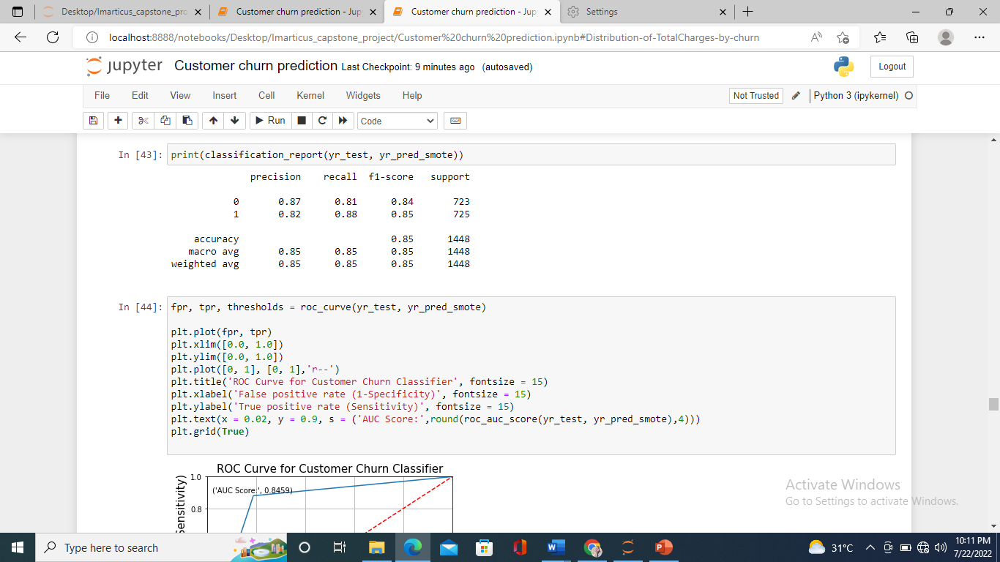 Desktop/Imarticus_capstone_pro
Customer churn prediction - Jup
Customer churn prediction - Jup
Settings
localhost:8888/notebooks/Desktop/Imarticus_capstone_project/Customer%20churn%20prediction.ipynb#Distribution-of-TotalCharges-by-churn
jupyter Customer churn prediction Last Checkpoint: 9 minutes ago (autosaved)
Logout
File Edit View Insert Cell Kernel Widgets Help
Not Trusted
Python 3 (ipykernel)
Run
Code
In [43]: print(classification_report(yr_test, yr_pred_smote))
precision recall f1-score support
0 0.87 0.81 0.84 723
1 0.82 0.88 0.85 725
accuracy 0.85 1448
macro avg 0.85 0.85 0.85 1448
weighted avg 0.85 0.85 0.85 1448
In [44]: fpr, tpr, thresholds = roc_curve(yr_test, yr_pred_smote)
plt.plot(fpr, tpr)
plt.xlim([0.0, 1.0])
plt.ylim([0.0, 1.0])
plt.plot([0, 1], [0, 1],'r--')
plt.title('ROC Curve for Customer Churn Classifier', fontsize = 15)
plt.xlabel('False positive rate (1-Specificity)', fontsize = 15)
plt.ylabel('True positive rate (Sensitivity)', fontsize = 15)
plt.text(x = 0.02, y = 0.9, s = ('AUC Score:',round(roc_auc_score(yr_test, yr_pred_smote),4)))
plt.grid(True)
ROC Curve for Customer Churn Classifier
1.0
('AUC Score:', 0.8459)
0.8
ensitivity)
Activate Windows
Go to Settings to activate Windows.
Type here to search
31°C
10:11 PM
7/22/2022